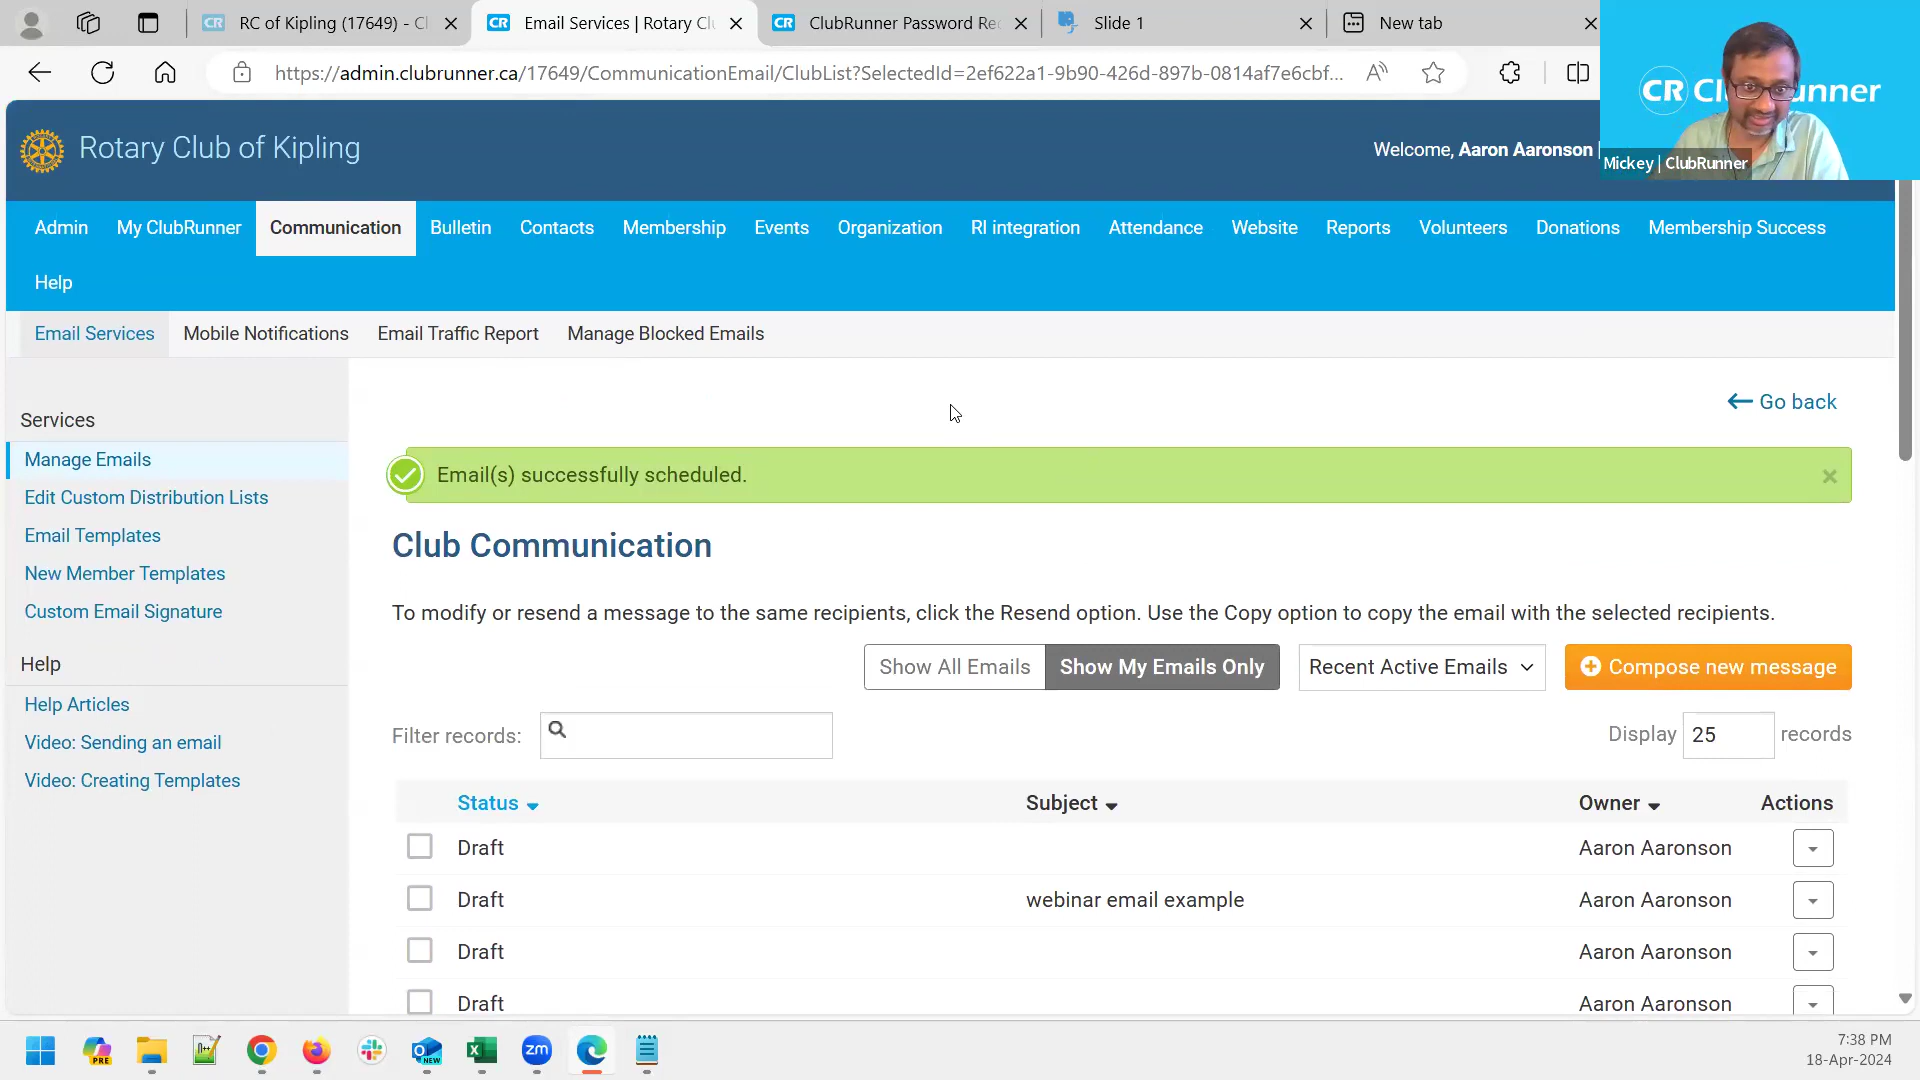 RC of Kipling (17649) - Cl
Email Services | Rotary Clu
ClubRunner Password Re
Slide 1
New tab
https://admin.clubrunner.ca/17649/CommunicationEmail/ClubList?SelectedId=2ef622a1-9b90-426d-897b-0814af7e6cbf...
Rotary Club of Kipling
Welcome, Aaron Aaronson
Mickey | ClubRunner
Admin My ClubRunner Communication Bulletin Contacts Membership Events Organization RI integration Attendance Website Reports Volunteers Donations Membership Success
Help
Email Services Mobile Notifications Email Traffic Report Manage Blocked Emails
Go back
Services
Manage Emails
Edit Custom Distribution Lists
Email Templates
New Member Templates
Custom Email Signature
Help
Help Articles
Video: Sending an email
Video: Creating Templates
Email(s) successfully scheduled.
Club Communication
To modify or resend a message to the same recipients, click the Resend option. Use the Copy option to copy the email with the selected recipients.
Show All Emails Show My Emails Only Recent Active Emails Compose new message
Filter records: Display 25 records
Status Subject Owner Actions
Draft Aaron Aaronson
Draft webinar email example Aaron Aaronson
Draft Aaron Aaronson
Draft Aaron Aaronson
7:38 PM
18-Apr-2024